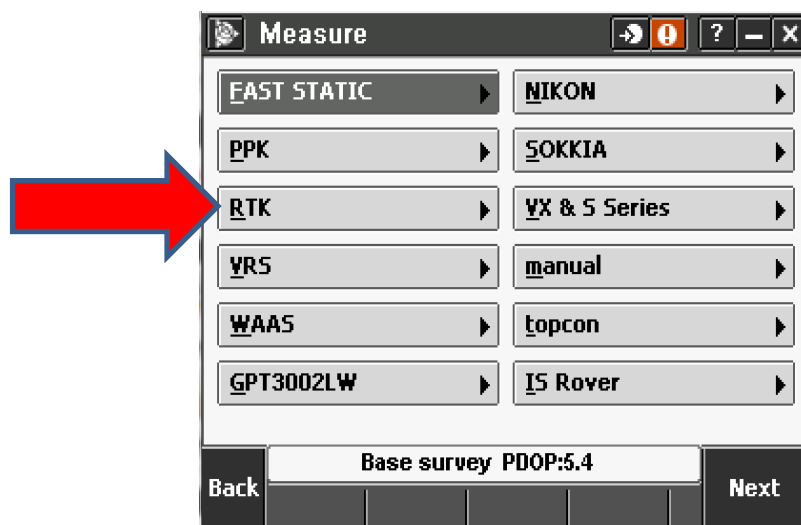 Measure
?
X
FAST STATIC
NIKON
PPK
SOKKIA
RTK
VX & S Series
VRS
manual
WAAS
topcon
GPT3002LW
IS Rover
Base survey PDOP:5.4
Back
Next